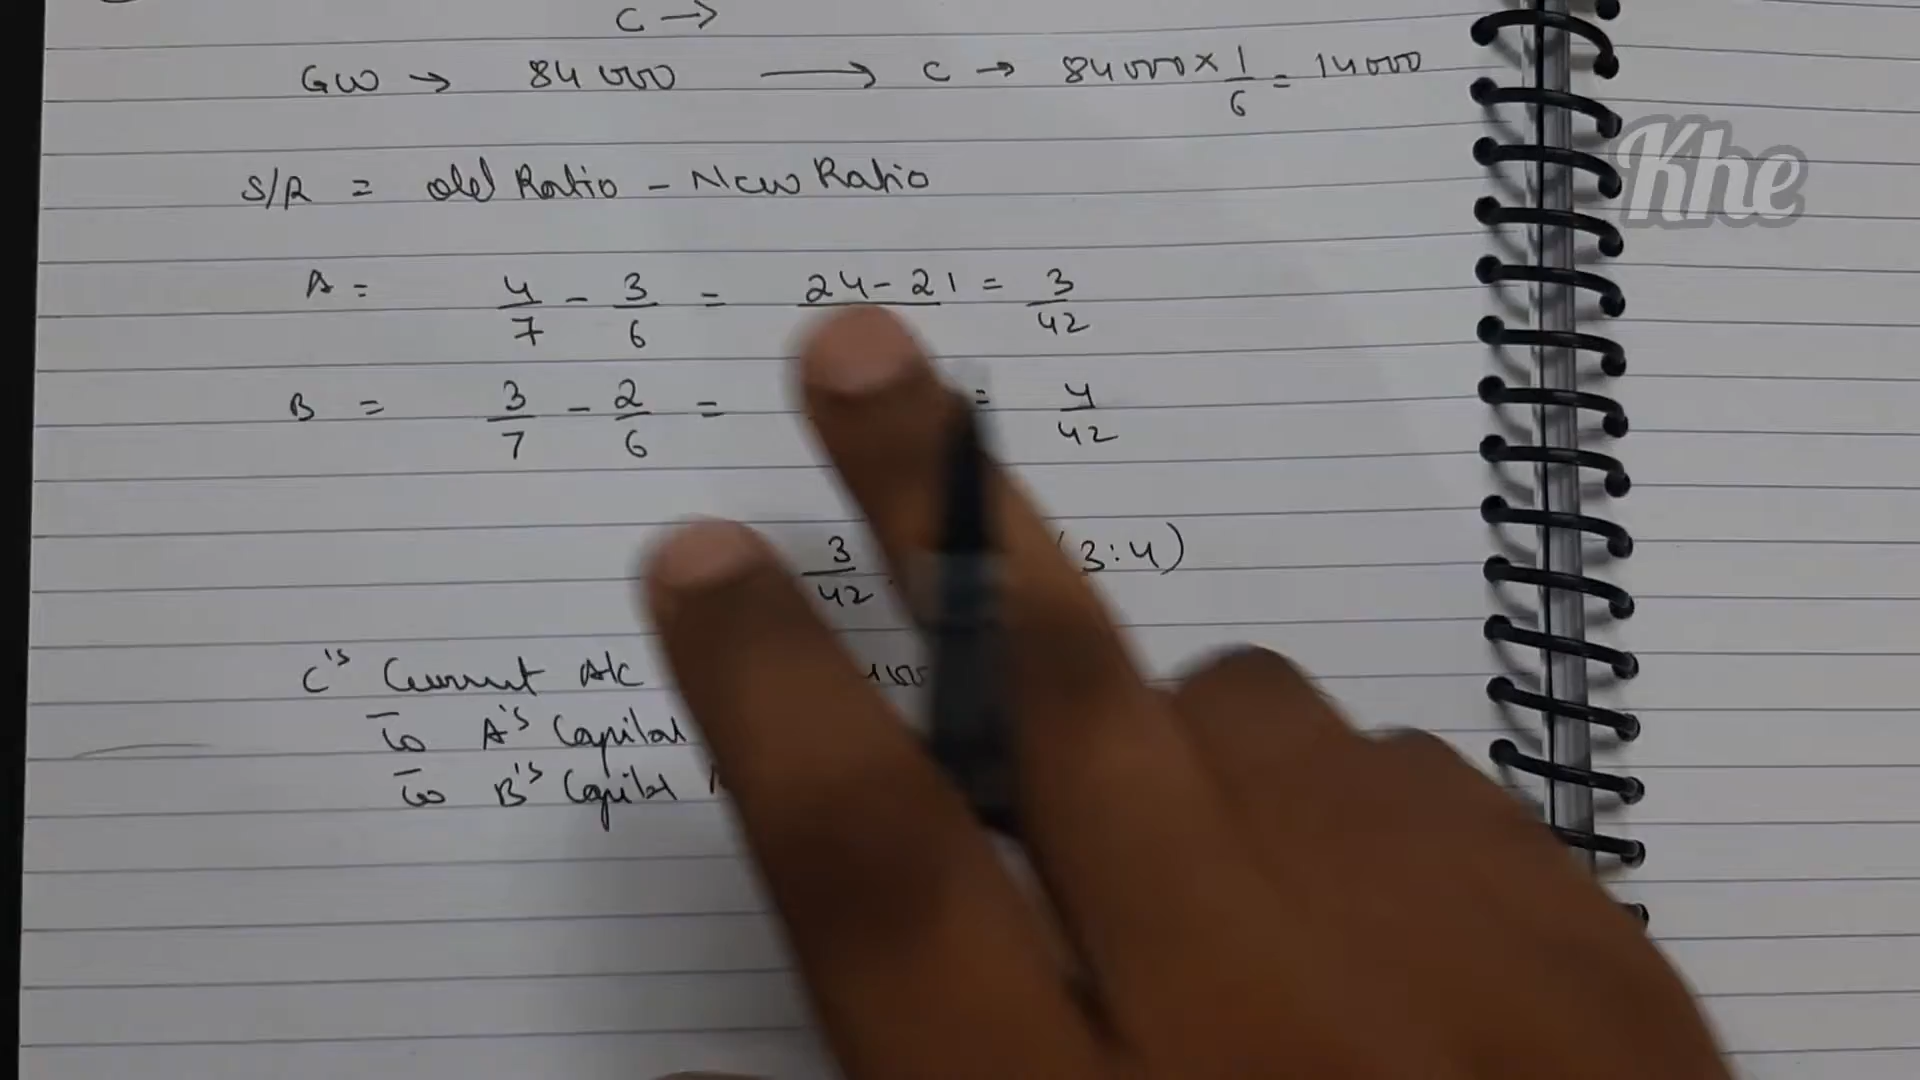 C →
GW → 84000 → C → 84000 × 1/6 = 14000
Khe
S/R = old Ratio - New Ratio
A = 4/7 - 3/6 = 24 - 21 = 3/42
B = 3/7 - 2/6 = = 4/42
3/42 (3:4)
C's Current A/c
To A's Capital
To B's Capital